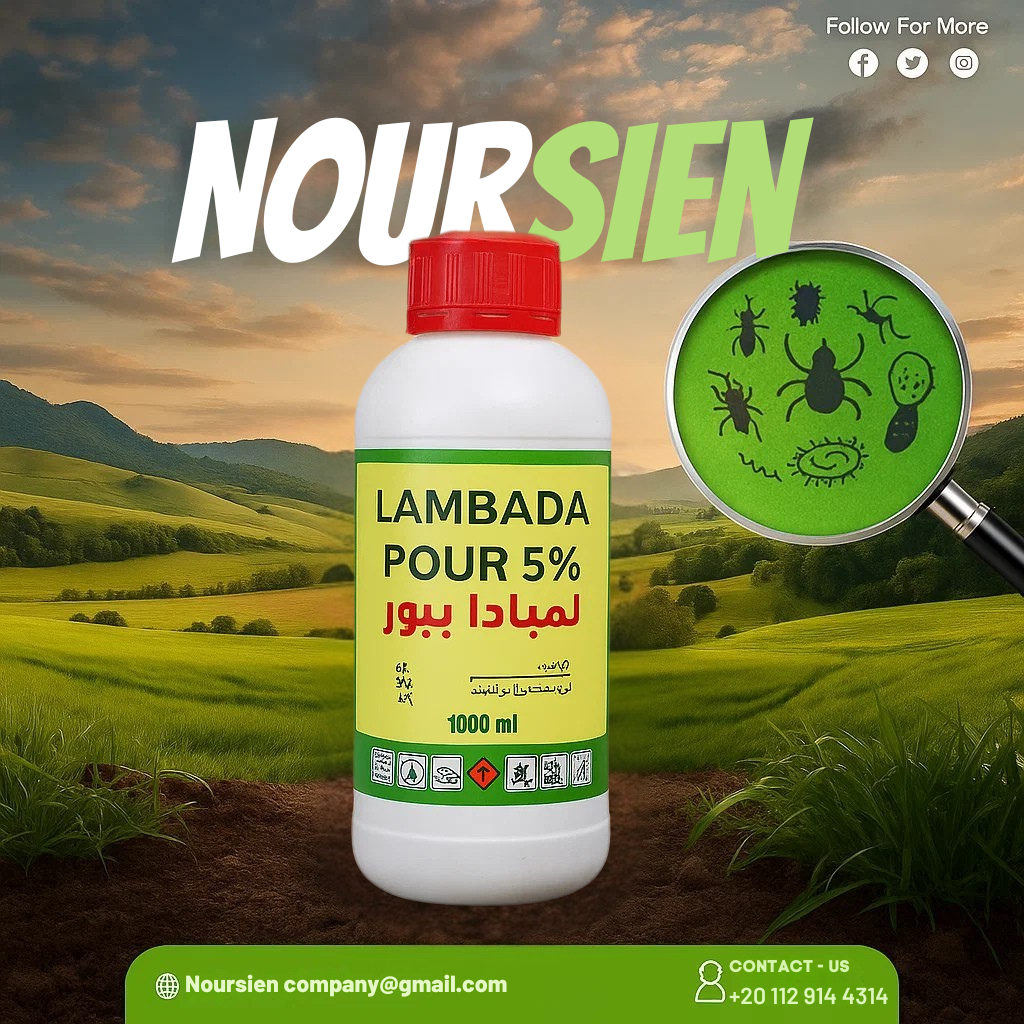 Follow For More
NOURSIEN
LAMBADA
POUR 5%
لمبادا ببور
1000 ml
Noursien company@gmail.com
CONTACT - US
+20 112 914 4314